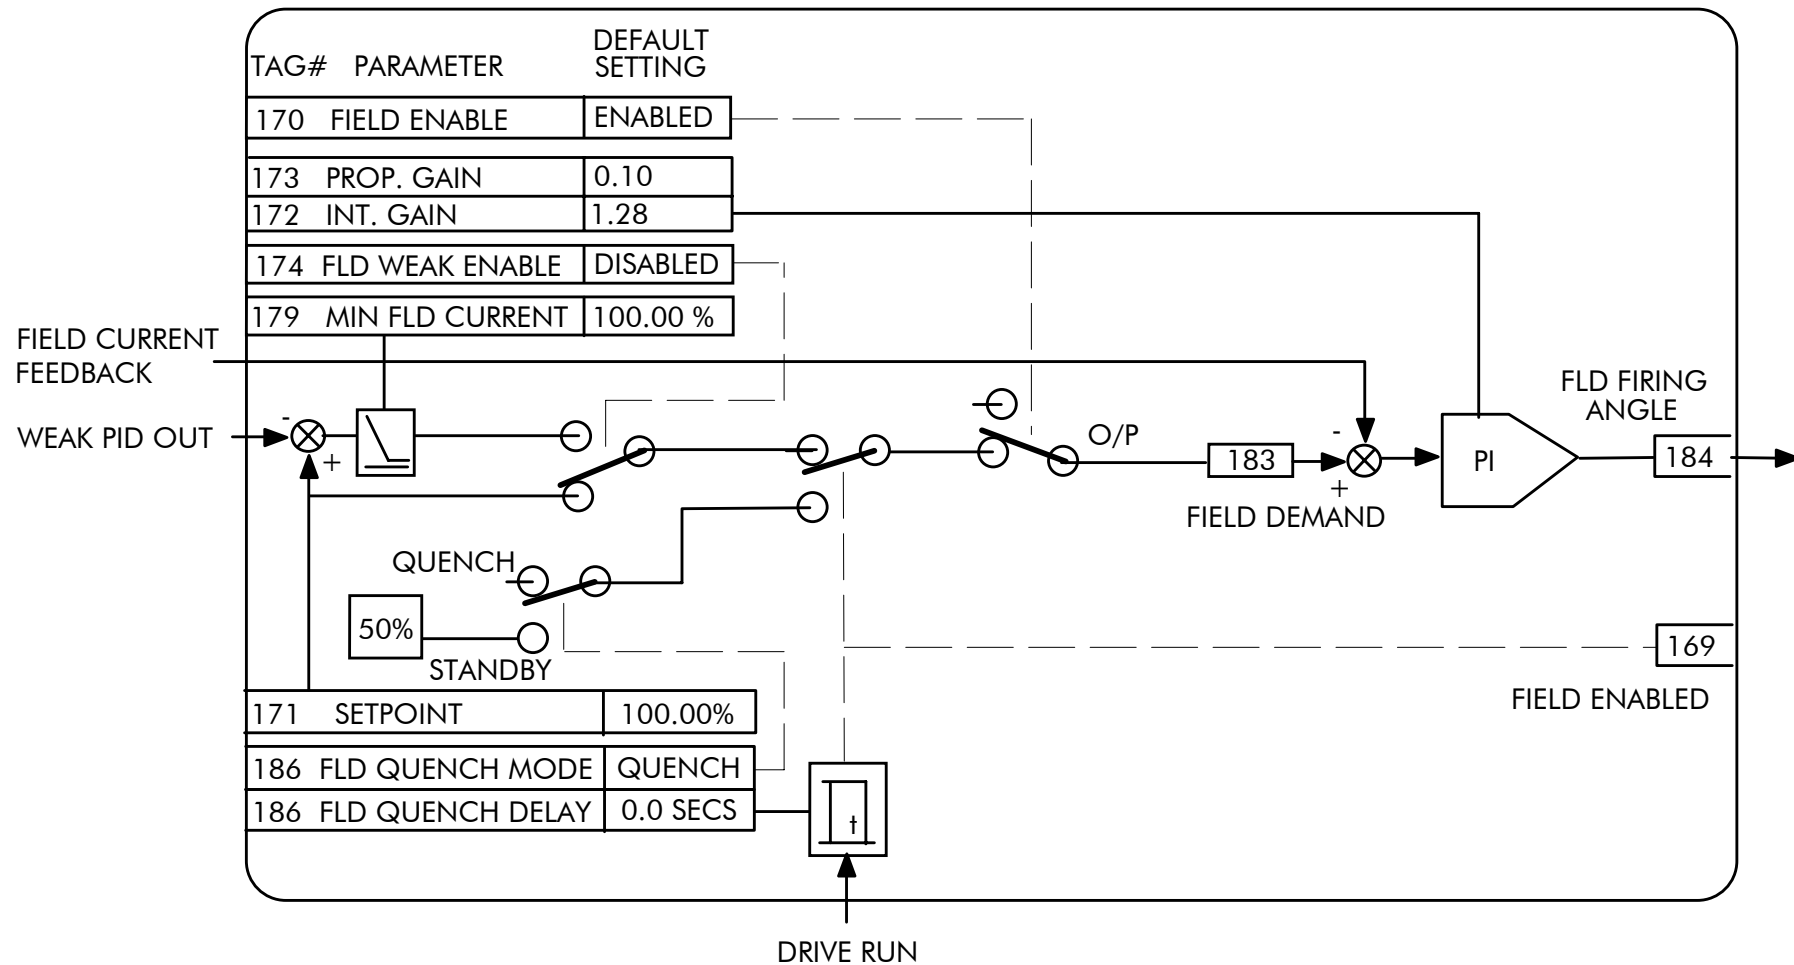 TAG# PARAMETER DEFAULT
SETTING
170 FIELD ENABLE ENABLED
173 PROP. GAIN 0.10
172 INT. GAIN 1.28
174 FLD WEAK ENABLE DISABLED
179 MIN FLD CURRENT 100.00 %
FIELD CURRENT
FEEDBACK
WEAK PID OUT
-
+
O/P
183
FIELD DEMAND
-
+
PI
FLD FIRING
ANGLE
184
QUENCH
50%
STANDBY
169
FIELD ENABLED
171 SETPOINT 100.00%
186 FLD QUENCH MODE QUENCH
186 FLD QUENCH DELAY 0.0 SECS
t
DRIVE RUN